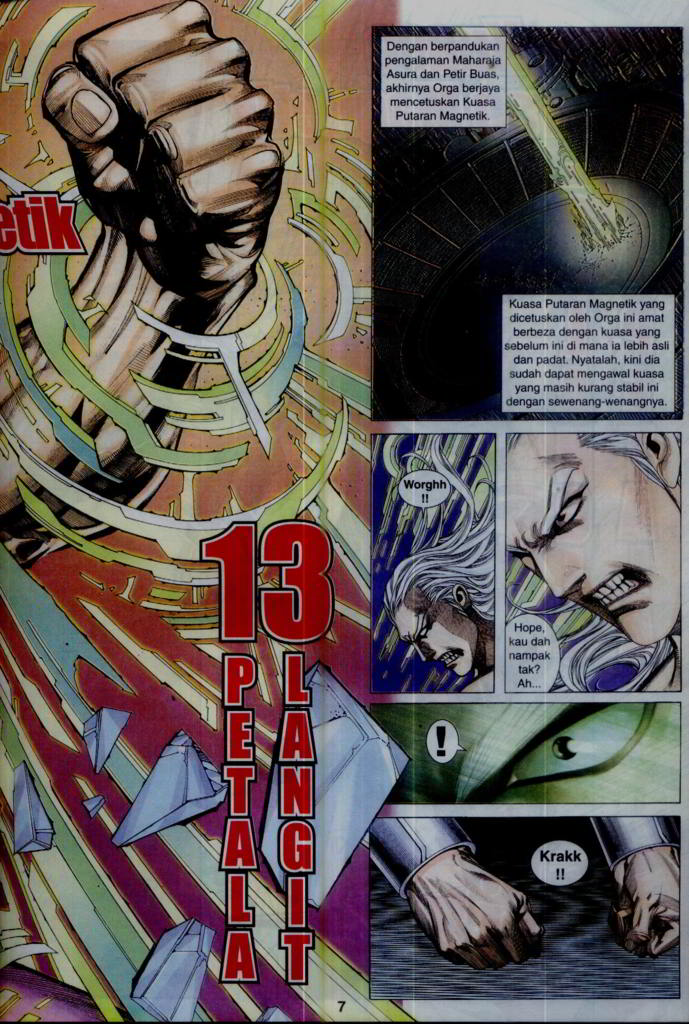 etik
13
PETALA
LANGIT
Dengan berpandukan
pengalaman Maharaja
Asura dan Petir Buas,
akhirnya Orga berjaya
mencetuskan Kuasa
Putaran Magnetik.
Kuasa Putaran Magnetik yang
dicetuskan oleh Orga ini amat
berbeza dengan kuasa yang
sebelum ini di mana ia lebih asli
dan padat. Nyatalah, kini dia
sudah dapat mengawal kuasa
yang masih kurang stabil ini
dengan sewenang-wenangnya.
Worghh
!!
Hope,
kau dah
nampak
tak?
Ah...
!
Krakk
!!
7